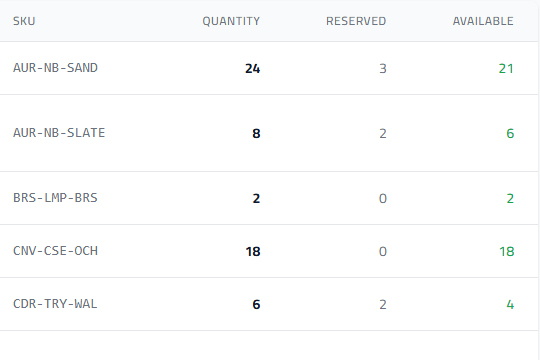 SKU QUANTITY RESERVED AVAILABLE
AUR-NB-SAND 24 3 21
AUR-NB-SLATE 8 2 6
BRS-LMP-BRS 2 0 2
CNV-CSE-OCH 18 0 18
CDR-TRY-WAL 6 2 4